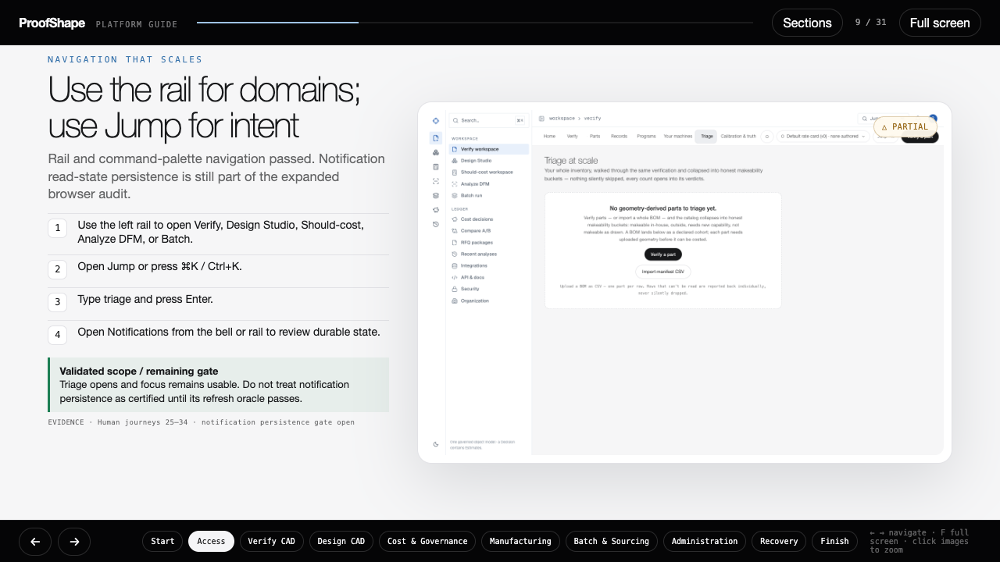 ProofShape PLATFORM GUIDE
Sections
9 / 31
Full screen
NAVIGATION THAT SCALES
Use the rail for domains;
use Jump for intent
Rail and command-palette navigation passed. Notification
read-state persistence is still part of the expanded
browser audit.
1 Use left rail for Verify, Design Studio, Should-cost,
2 Open Jump or press ⌘K / Ctrl+K.
3 Type triage and press Enter.
4 Open Notifications from the bell or rail to review durable state.
Validated scope / remaining gate
Triage opens and focus remains usable. Do not treat notification
persistence as certified until its refresh oracle passes.
EVIDENCE · Human journeys 25–34 · notification persistence gate open
Search…
WORKSPACE
Verify workspace
Design Studio
Should-cost workspace
Analyze DFM
Batch run
LEDGER
Cost decisions
Compare A/B
RFQ packages
Recent analyses
Integrations
API & docs
Security
Organization
workspace > verify
△ PARTIAL
Home Verify Parts Records Programs Your machines Triage Calibration & truth Default rate card (v0) · none authored
Triage at scale
Your whole inventory, walked through the same verification and collapsed into honest makeability
buckets — nothing silently skipped, every count opens into its verdicts.
No geometry-derived parts to triage yet.
Verify parts — or import a whole BOM — and the catalog collapses into honest
makeability buckets: makeable in-house, outside, needs new capability, not
makeable as drawn. A BOM lands below as a declared cohort; each part needs
uploaded geometry before it can be created.
Verify a part
Import manifest CSV
Upload a BOM as CSV — one part per row. Rows that can't be read are reported back individually,
never silently dropped.
Start
Access
Verify CAD
Design CAD
Cost & Governance
Manufacturing
Batch & Sourcing
Administration
Recovery
Finish
← → navigate · F full
screen · click images
to zoom